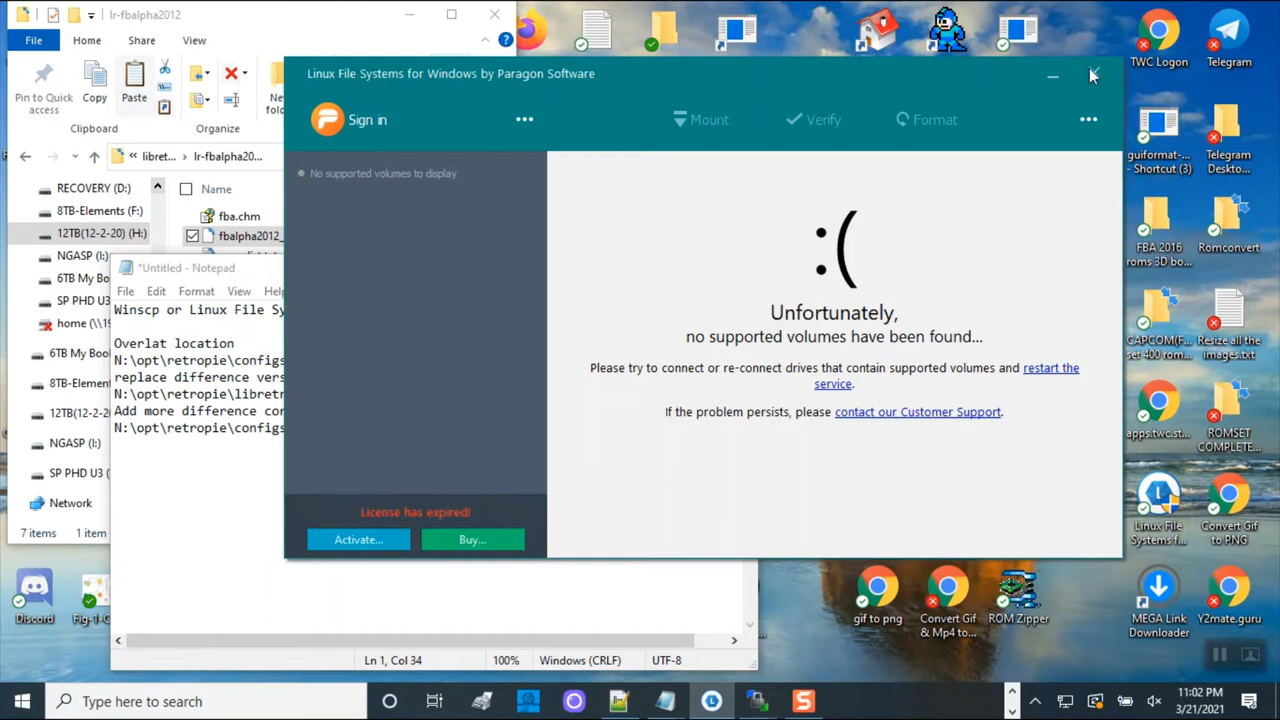 lr-fbalpha2012
File Home Share View
Pin to Quick access
Copy
Paste
Clipboard
Organize
libret... lr-fbalpha20...
RECOVERY (D:)
8TB-Elements (F:)
12TB(12-2-20) (H:)
NGASP (I:)
6TB My Bo
SP PHD U3
home (\\19
6TB My Book
8TB-Element
12TB(12-2-2
NGASP (I:)
SP PHD U3 (
Network
7 items 1 item
Name
fba.chm
fbalpha2012_
*Untitled - Notepad
File Edit Format View Help
Winscp or Linux File Sy
Overlat location
N:\opt\retropie\configs
replace difference vers
N:\opt\retropie\libretr
Add more difference cor
N:\opt\retropie\configs
Ln 1, Col 34 100% Windows (CRLF) UTF-8
Linux File Systems for Windows by Paragon Software
Sign in
Mount Verify Format
No supported volumes to display
:(
Unfortunately,
no supported volumes have been found...
Please try to connect or re-connect drives that contain supported volumes and restart the
service.
If the problem persists, please contact our Customer Support.
License has expired!
Activate... Buy...
TWC Logon
Telegram
guiformat-...
- Shortcut (3)
Telegram
Deskto...
FBA 2016
roms 3D bo...
Romconvert
CAPCOM(F...
set 400 rom...
Resize all the
images.txt
apps.twc.st...
ROMSET
COMPLETE...
Linux File
Systems f...
Convert Gif
to PNG
Discord
Fig-1-C
gif to png
Convert Gif
& Mp4 to...
ROM Zipper
MEGA Link
Downloader
Y2mate.guru
Type here to search
11:02 PM
3/21/2021